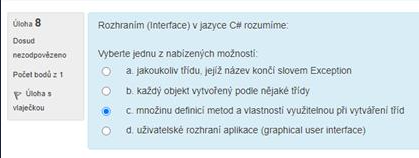 Úloha 8
Dosud
nezodpovězeno
Počet bodů z 1
Úloha s
vlaječkou
Rozhraním (Interface) v jazyce C# rozumíme:
Vyberte jednu z nabízených možností:
a. jakoukoliv třídu, jejíž název končí slovem Exception
b. každý objekt vytvořený podle nějaké třídy
c. množinu definicí metod a vlastností využitelnou při vytváření tříd
d. uživatelské rozhraní aplikace (graphical user interface)